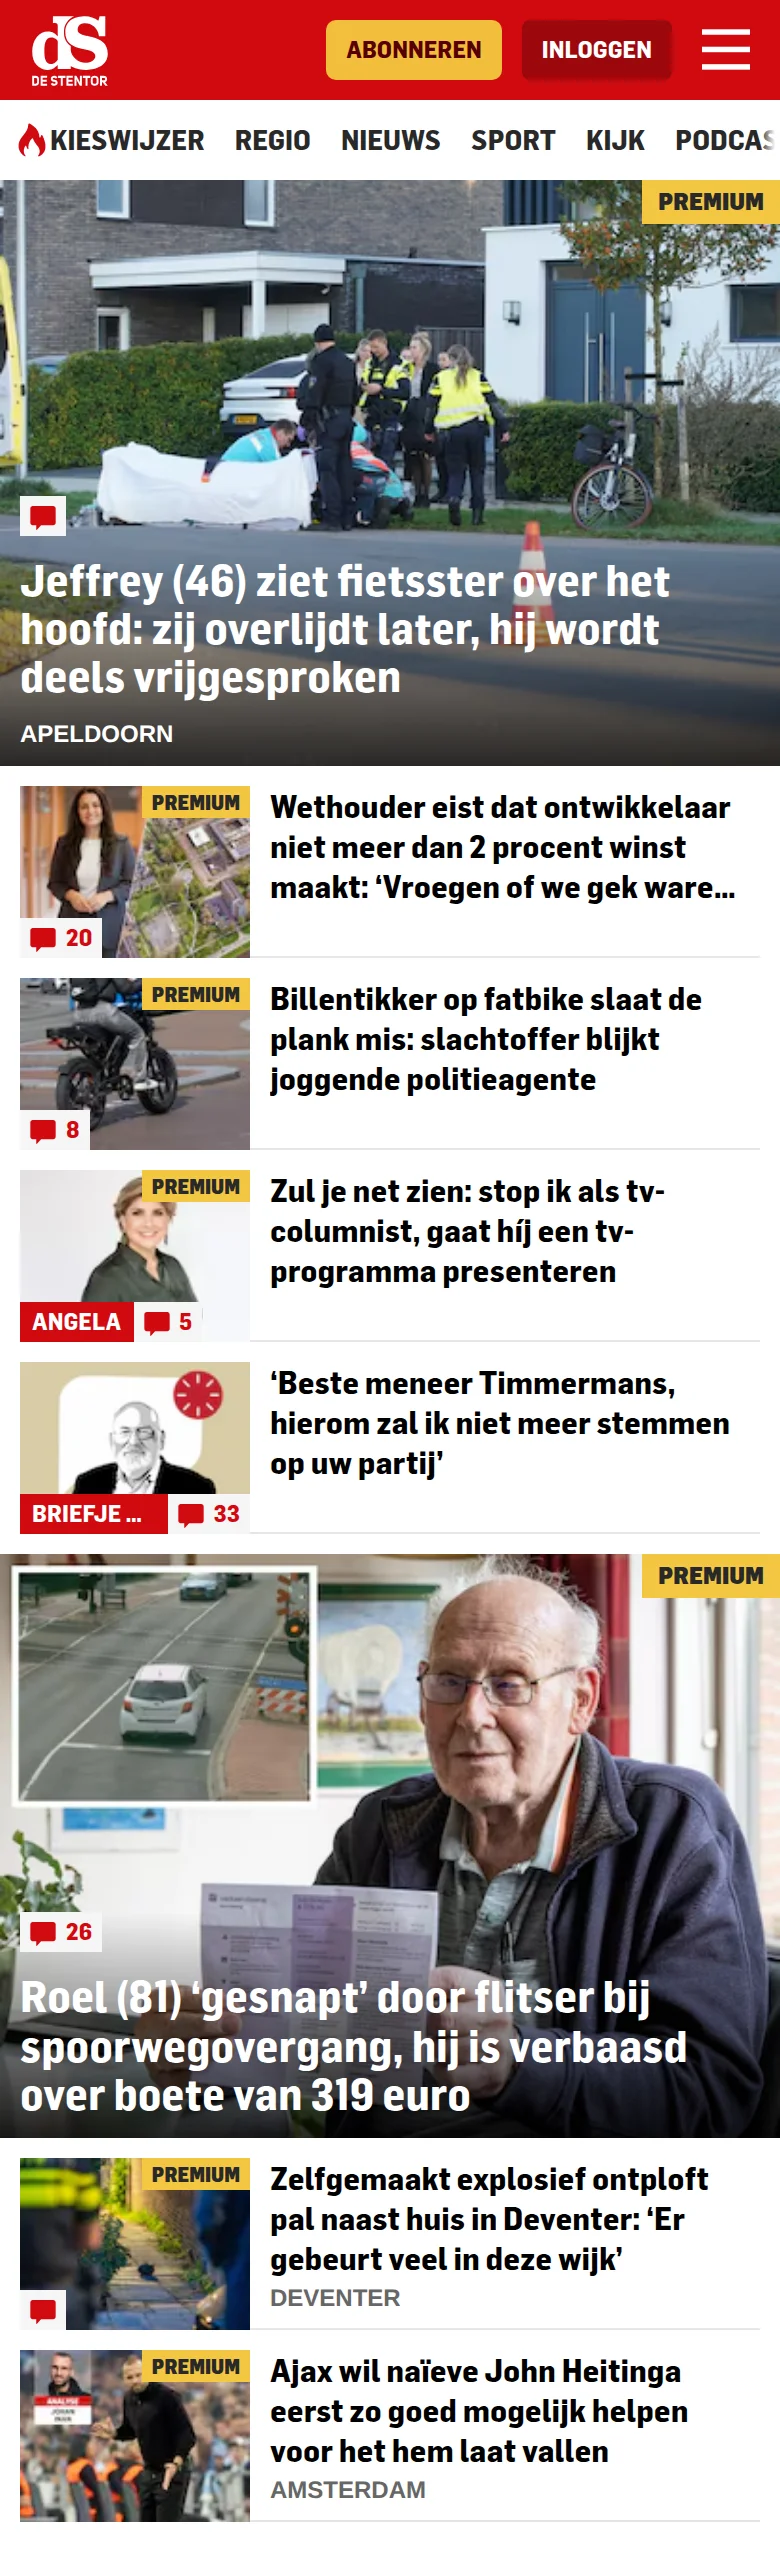 dS
DE STENTOR
ABONNEREN
INLOGGEN
KIESWIJZER REGIO NIEUWS SPORT KIJK PODCAS
PREMIUM
Jeffrey (46) ziet fietsster over het
hoofd: zij overlijdt later, hij wordt
deels vrijgesproken
APELDOORN
PREMIUM
20
Wethouder eist dat ontwikkelaar
niet meer dan 2 procent winst
maakt: ‘Vroegen of we gek ware...
PREMIUM
8
Billentikker op fatbike slaat de
plank mis: slachtoffer blijkt
joggende politieagente
PREMIUM
ANGELA
5
Zul je net zien: stop ik als tv-
columnist, gaat híj een tv-
programma presenteren
BRIEFJE ...
33
‘Beste meneer Timmermans,
hierom zal ik niet meer stemmen
op uw partij’
PREMIUM
26
Roel (81) ‘gesnapt’ door flitser bij
spoorwegovergang, hij is verbaasd
over boete van 319 euro
PREMIUM
Zelfgemaakt explosief ontploft
pal naast huis in Deventer: ‘Er
gebeurt veel in deze wijk’
DEVENTER
PREMIUM
ANALYSE
JOHAN
Ajax wil naïeve John Heitinga
eerst zo goed mogelijk helpen
voor het hem laat vallen
AMSTERDAM